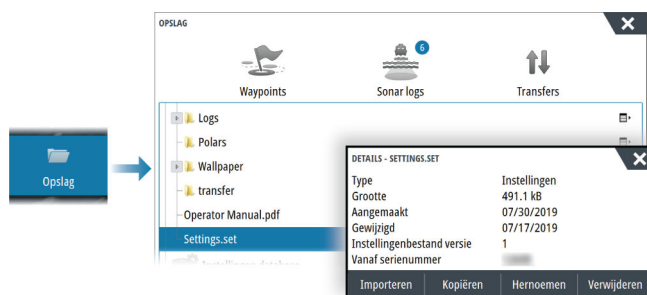 OPSLAG
6
Waypoints
Sonar logs
Transfers
Logs
Polars
Wallpaper
transfer
Operator Manual.pdf
Settings.set
Instellingen database
Opslag
DETAILS - SETTINGS.SET
Type Instellingen
Grootte 491.1 kB
Aangemaakt 07/30/2019
Gewijzigd 07/17/2019
Instellingenbestand versie 1
Vanaf serienummer
Importeren Kopiëren Hernoemen Verwijderen